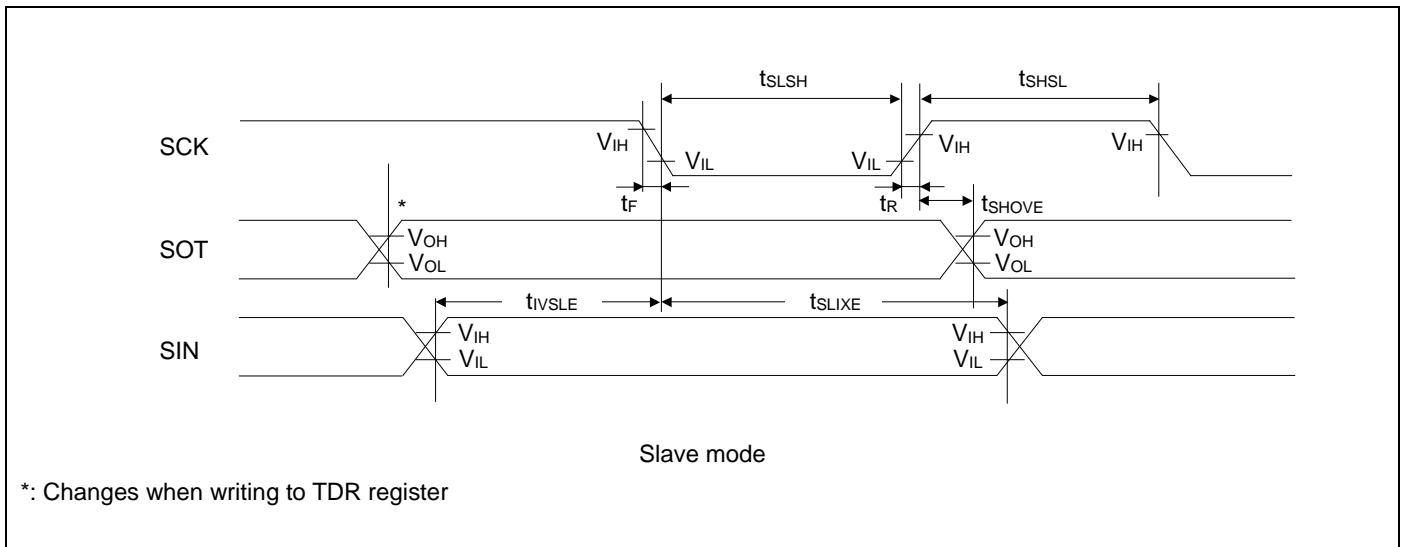 tSLSH tSHSL
SCK VIH VIL VIL VIH VIH
tF tR tSHOVE
*
SOT VOH VOH
VOL VOL
tIVSLE tSLIXE
SIN VIH VIH
VIL VIL
Slave mode
*: Changes when writing to TDR register